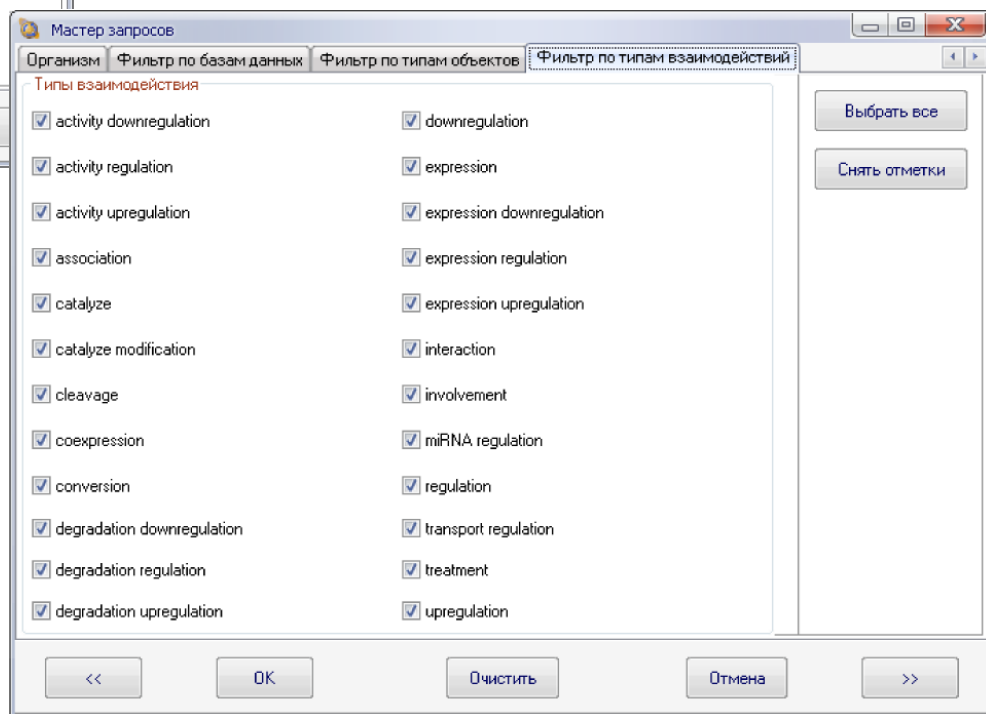 Мастер запросов
Организм Фильтр по базам данных Фильтр по типам объектов Фильтр по типам взаимодействий
Типы взаимодействия
activity downregulation
activity regulation
activity upregulation
association
catalyze
catalyze modification
cleavage
coexpression
conversion
degradation downregulation
degradation regulation
degradation upregulation
downregulation
expression
expression downregulation
expression regulation
expression upregulation
interaction
involvement
miRNA regulation
regulation
transport regulation
treatment
upregulation
Выбрать все
Снять отметки
<< OK Очистить Отмена >>